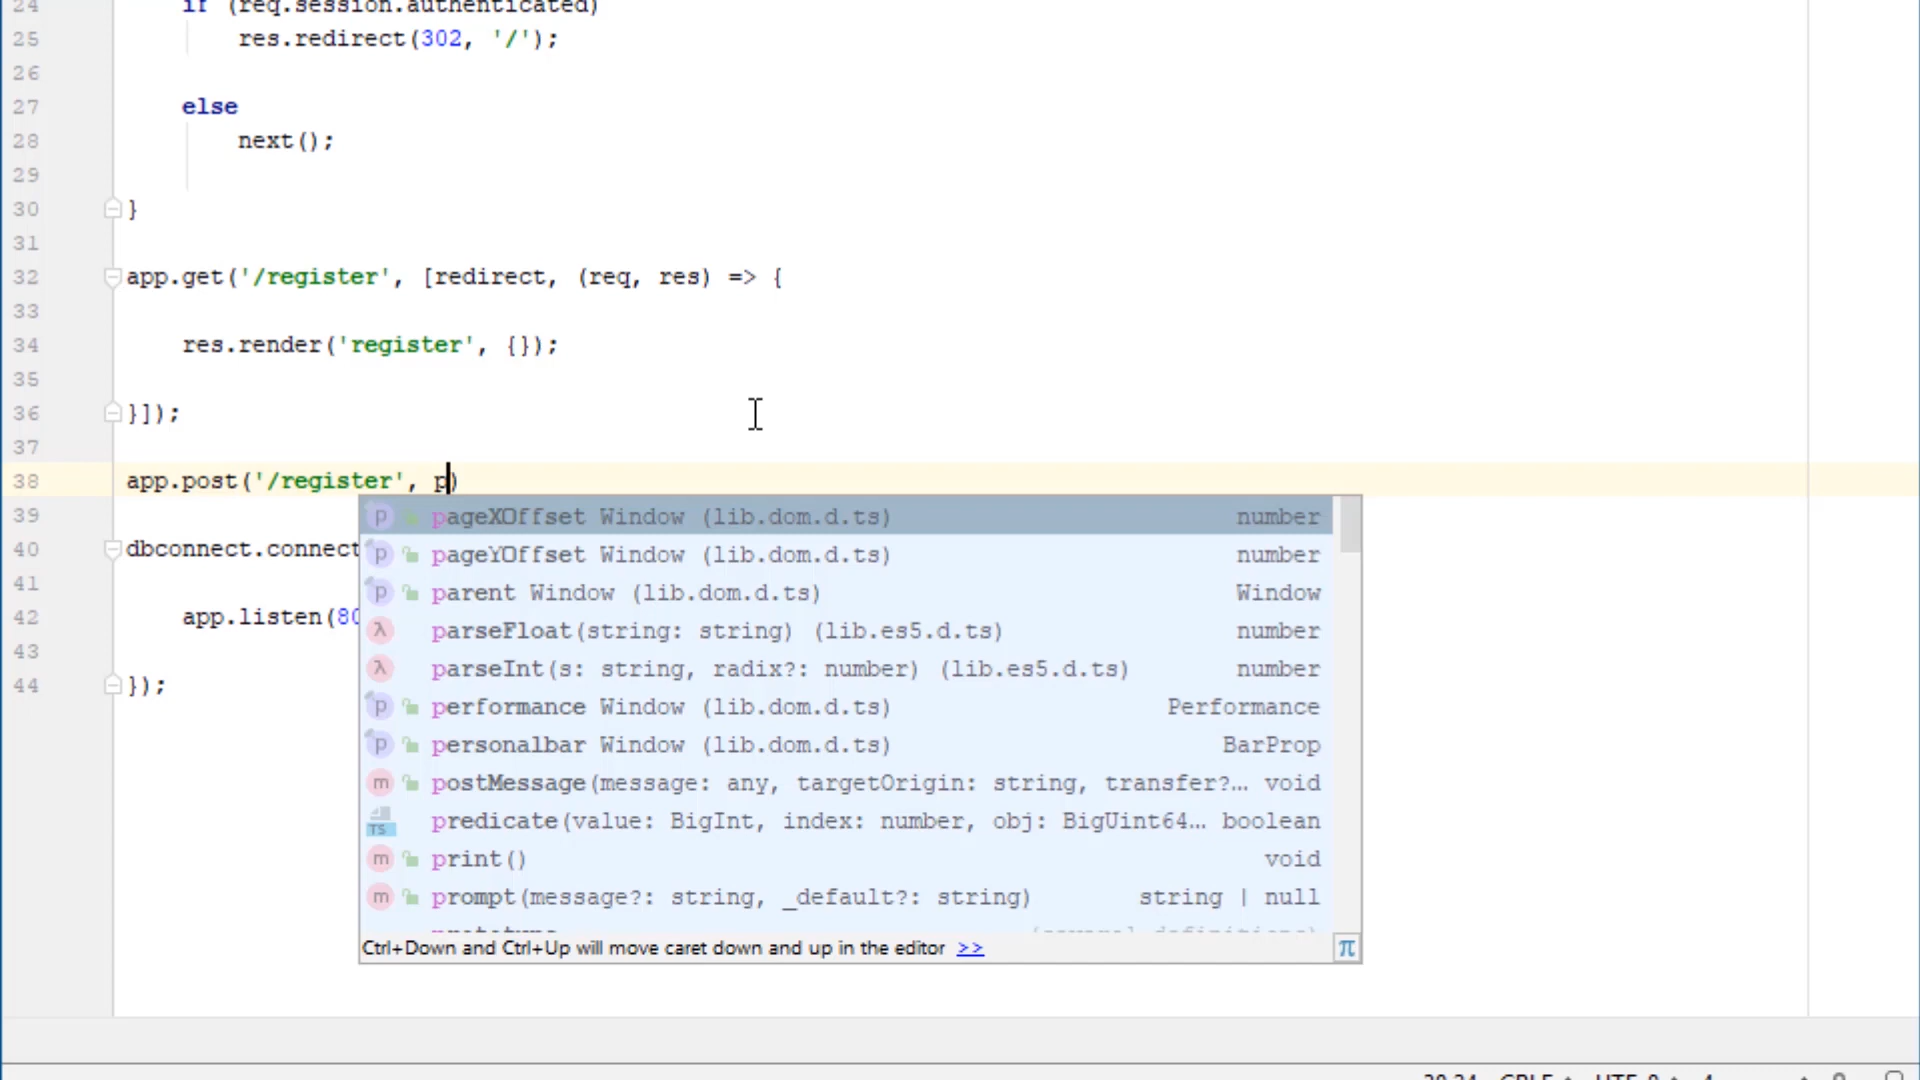 24 if (req.session.authenticated)
25 res.redirect(302, '/');
26
27 else
28 next();
29
30 }
31
32 app.get('/register', [redirect, (req, res) => {
33
34 res.render('register', {});
35
36 }]);
37
38 app.post('/register', p)
39
40 dbconnect.connect
41
42 app.listen(80
43
44 });
p pageXOffset Window (lib.dom.d.ts) number
p pageYOffset Window (lib.dom.d.ts) number
p parent Window (lib.dom.d.ts) Window
λ parseFloat(string: string) (lib.es5.d.ts) number
λ parseInt(s: string, radix?: number) (lib.es5.d.ts) number
p performance Window (lib.dom.d.ts) Performance
p personalbar Window (lib.dom.d.ts) BarProp
m postMessage(message: any, targetOrigin: string, transfer?… void
TS predicate(value: BigInt, index: number, obj: BigUint64… boolean
m print() void
m prompt(message?: string, _default?: string) string | null
Ctrl+Down and Ctrl+Up will move caret down and up in the editor >> π